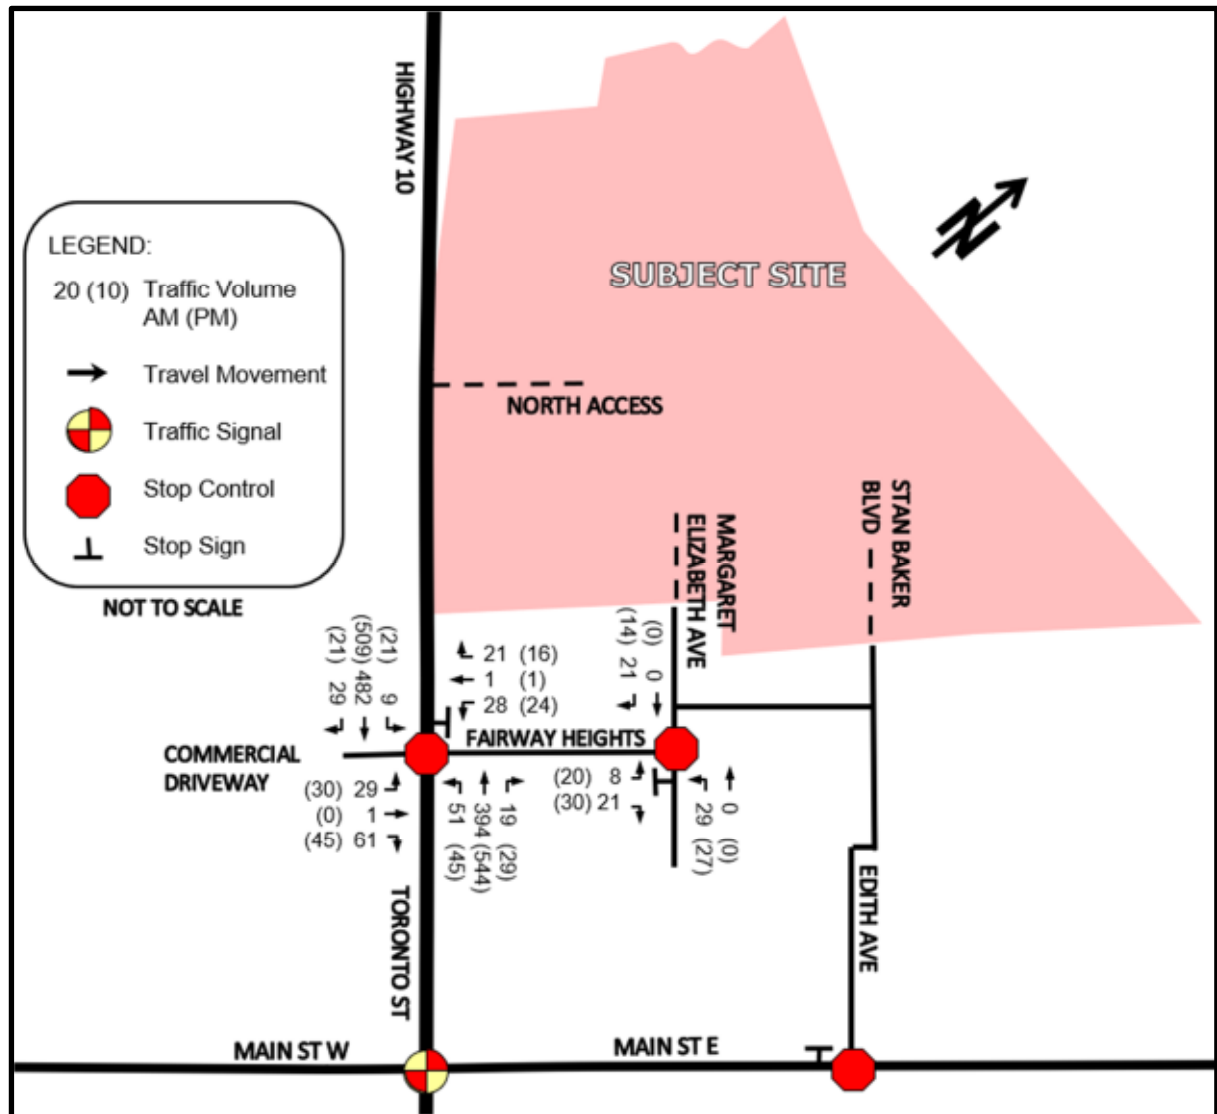 HIGHWAY 10
LEGEND:
20 (10) Traffic Volume
AM (PM)
Travel Movement
Traffic Signal
Stop Control
Stop Sign
NOT TO SCALE
N
SUBJECT SITE
NORTH ACCESS
STAN BAKER
BLVD
MARGARET
ELIZABETH AVE
(21) 9
(509) 482
(21) 29
21 (16)
1 (1)
28 (24)
(0) 0
(14) 21
FAIRWAY HEIGHTS
COMMERCIAL
DRIVEWAY
(30) 29
(0) 1
(45) 61
51 (45)
394 (544)
19 (29)
(20) 8
(30) 21
29 (27)
0 (0)
TORONTO ST
EDITH AVE
MAIN ST W
MAIN ST E